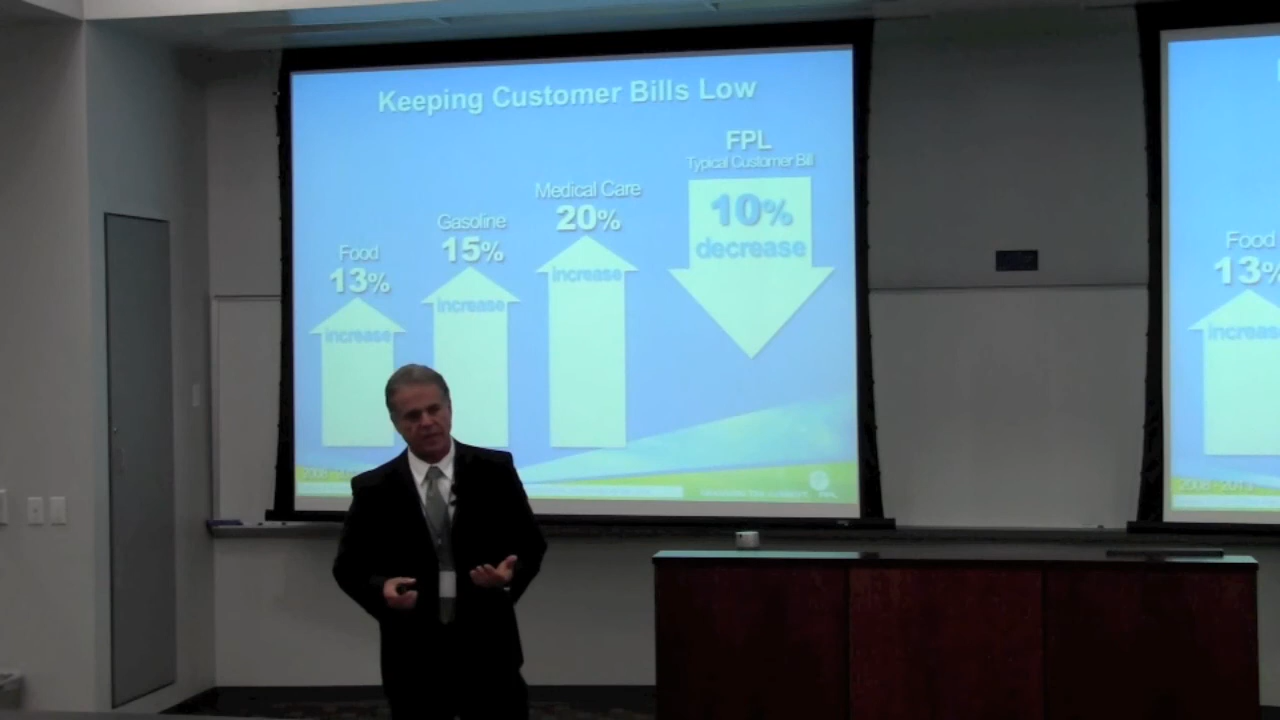 Keeping Customer Bills Low
FPL
Typical Customer Bill
10%
decrease
Medical Care
20%
increase
Gasoline
15%
increase
Food
13%
increase
Food
13%
increase